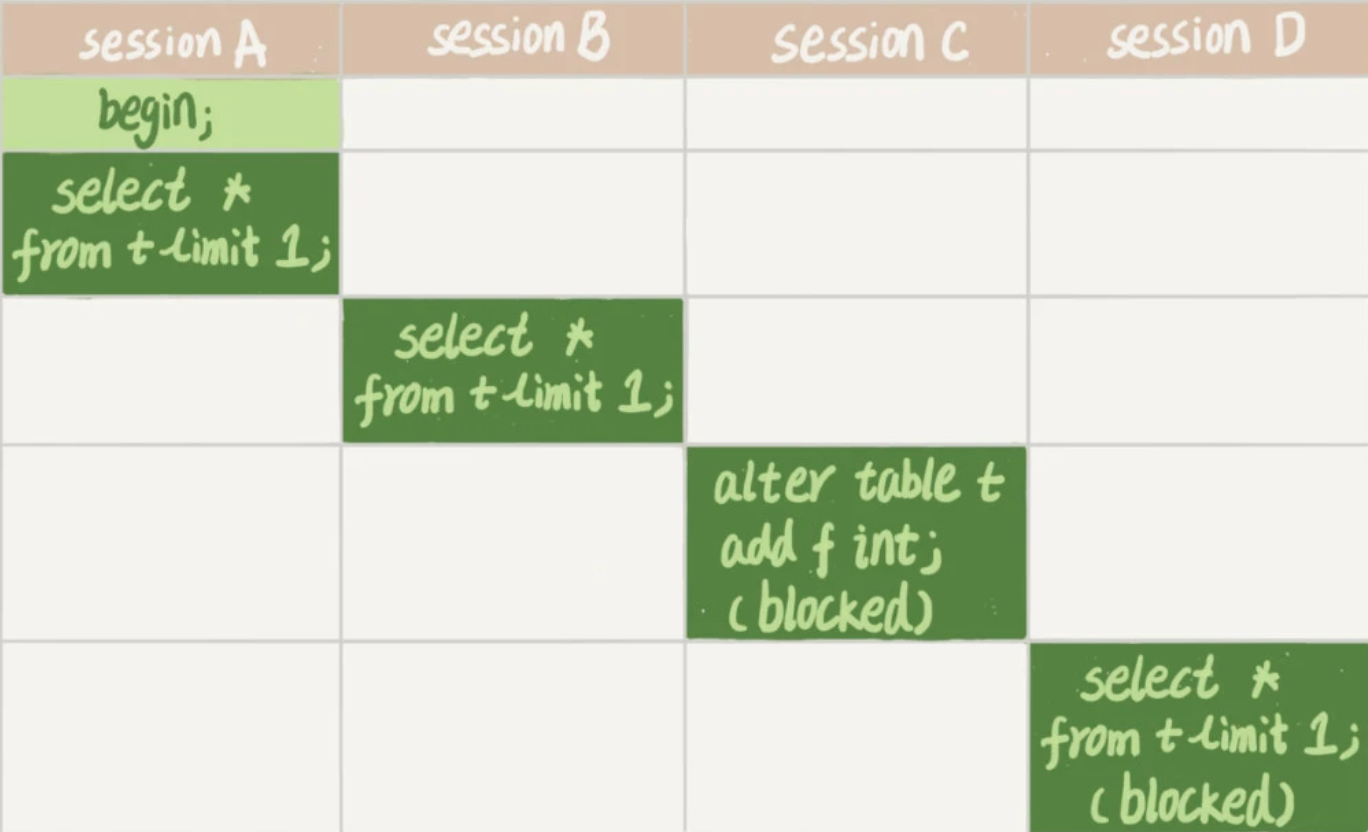 session A
session B
session C
session D
begin;
select *
from t limit 1;
select *
from t limit 1;
alter table t
add f int;
(blocked)
select *
from t limit 1;
(blocked)